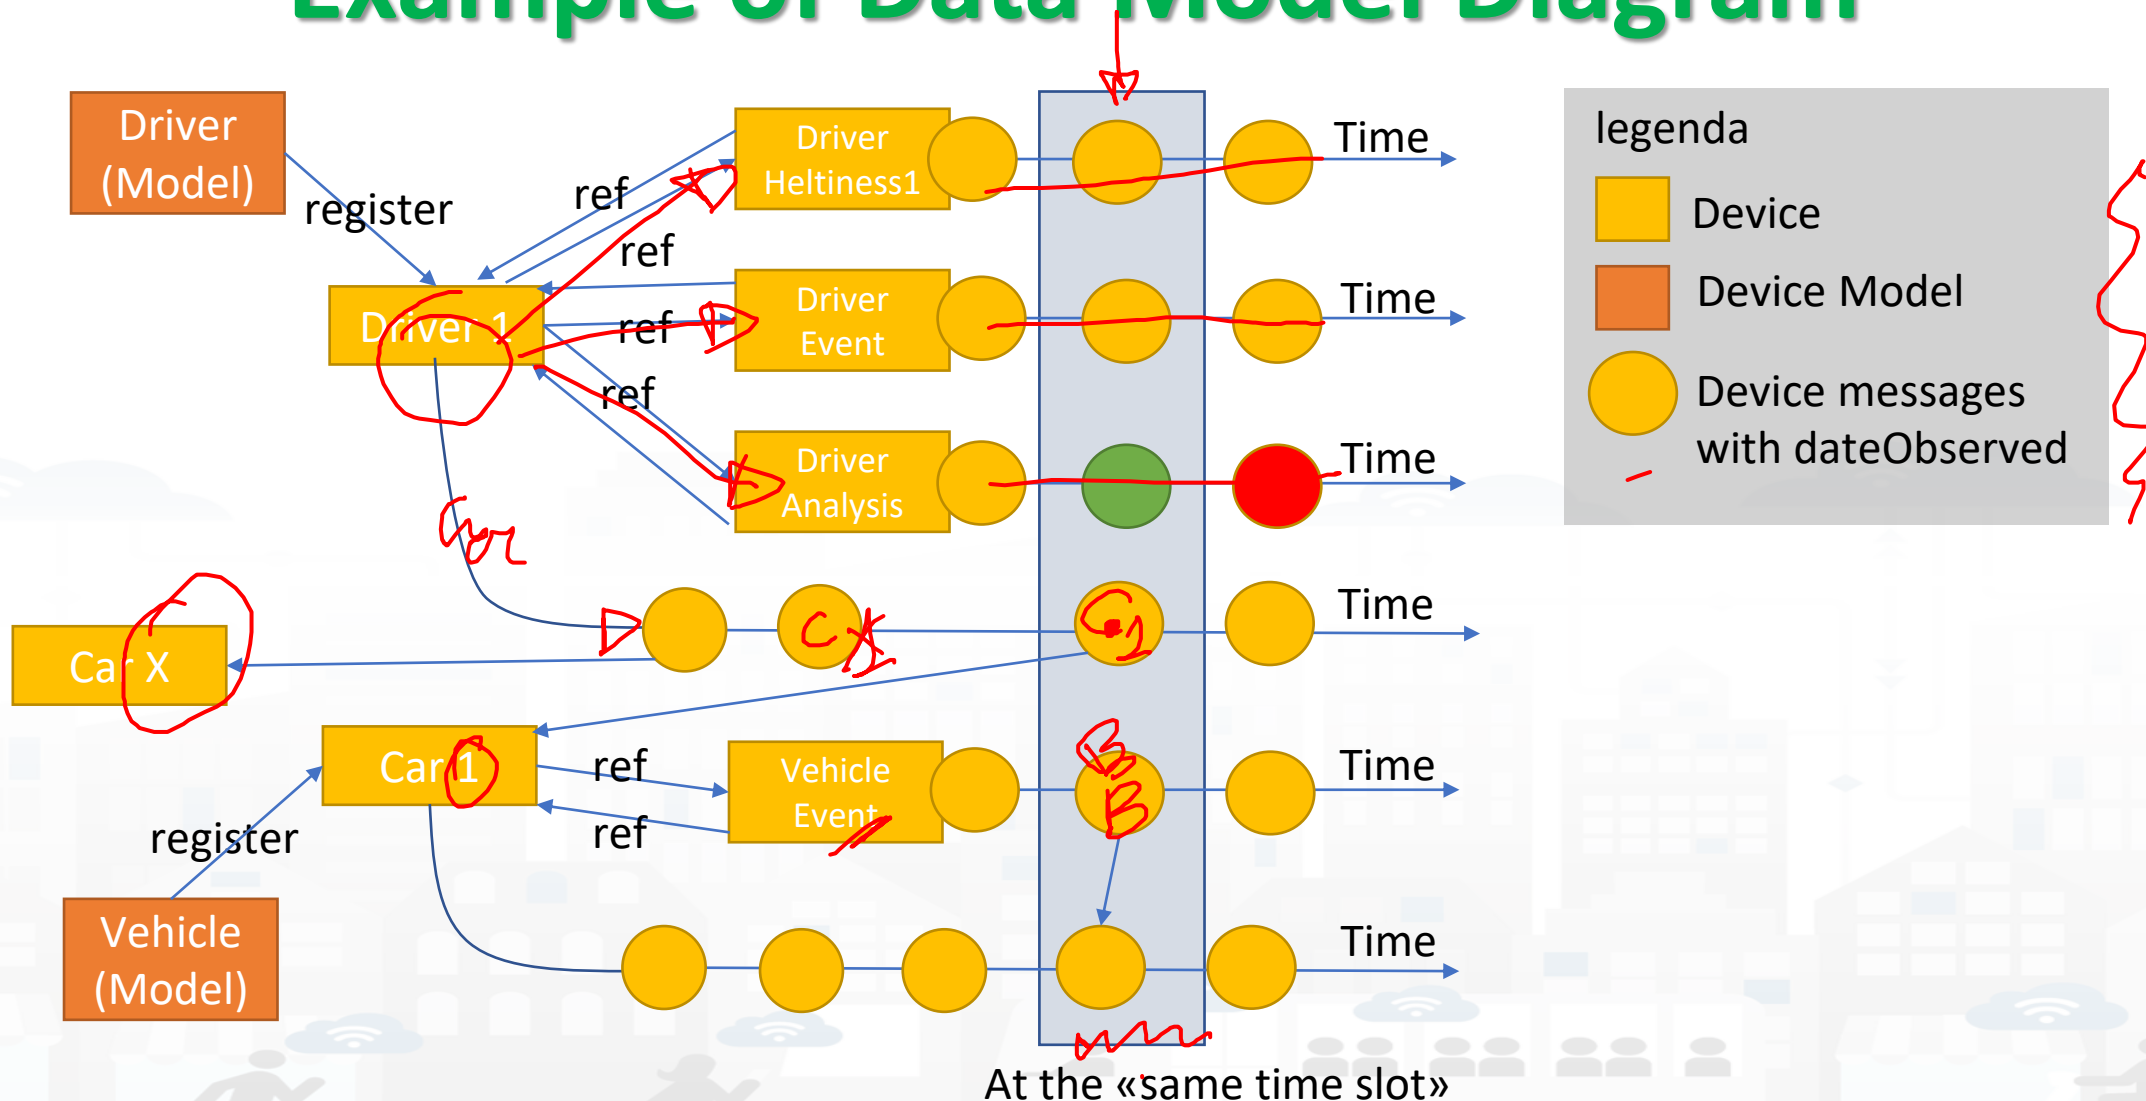 Example of Data Model Diagram
Driver
(Model)
register
ref
ref
ref
ref
Driver 1
Driver
Heltiness1
Time
Driver
Event
Time
Driver
Analysis
Time
legenda
Device
Device Model
Device messages
with dateObserved
Car X
C
Time
C1
Car 1
ref
ref
Vehicle
Event
B
B
Time
register
Vehicle
(Model)
Time
At the «same time slot»